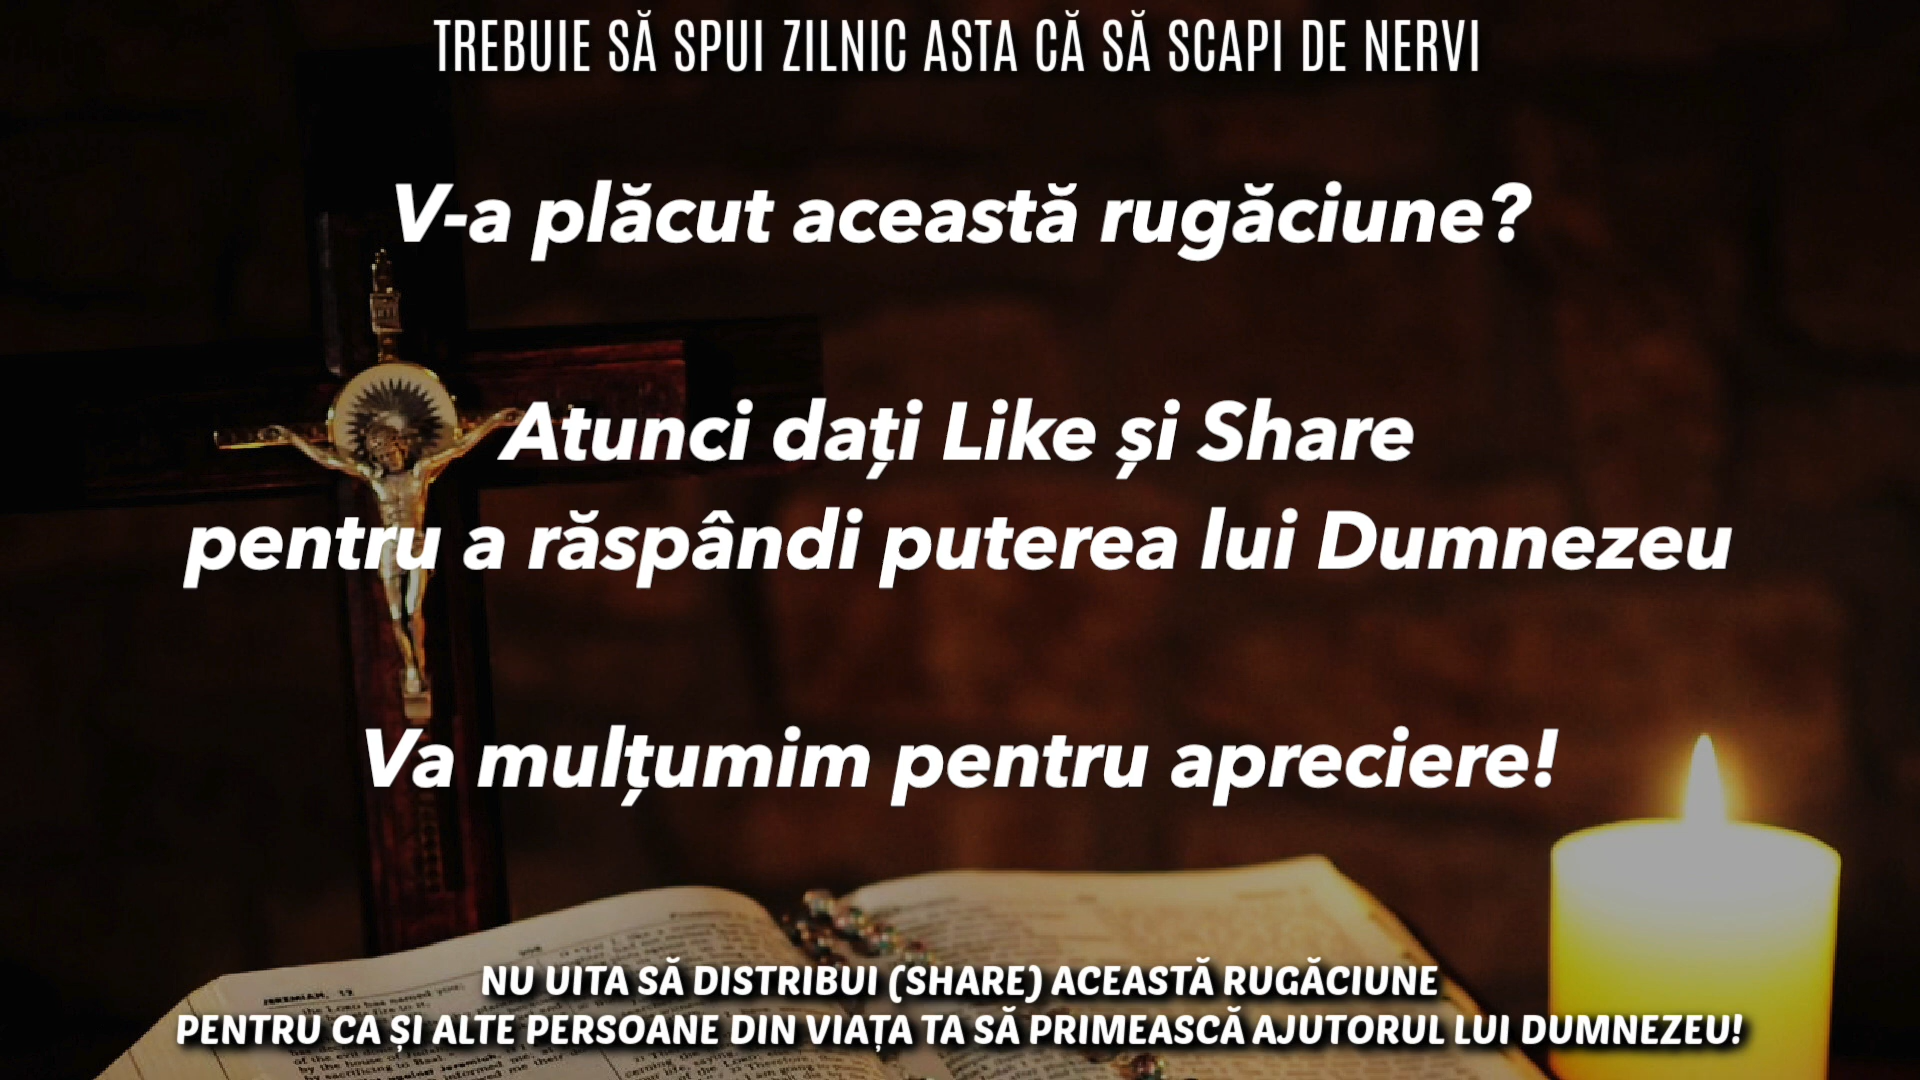 TREBUIE SĂ SPUI ZILNIC ASTA CĂ SĂ SCAPI DE NERVI
V-a plăcut această rugăciune?
Atunci dați Like și Share
pentru a răspândi puterea lui Dumnezeu
Va mulțumim pentru apreciere!
JEREMIAH, 19
NU UITA SĂ DISTRIBUI (SHARE) ACEASTĂ RUGĂCIUNE
PENTRU CA ȘI ALTE PERSOANE DIN VIAȚA TA SĂ PRIMEASCĂ AJUTORUL LUI DUMNEZEU!